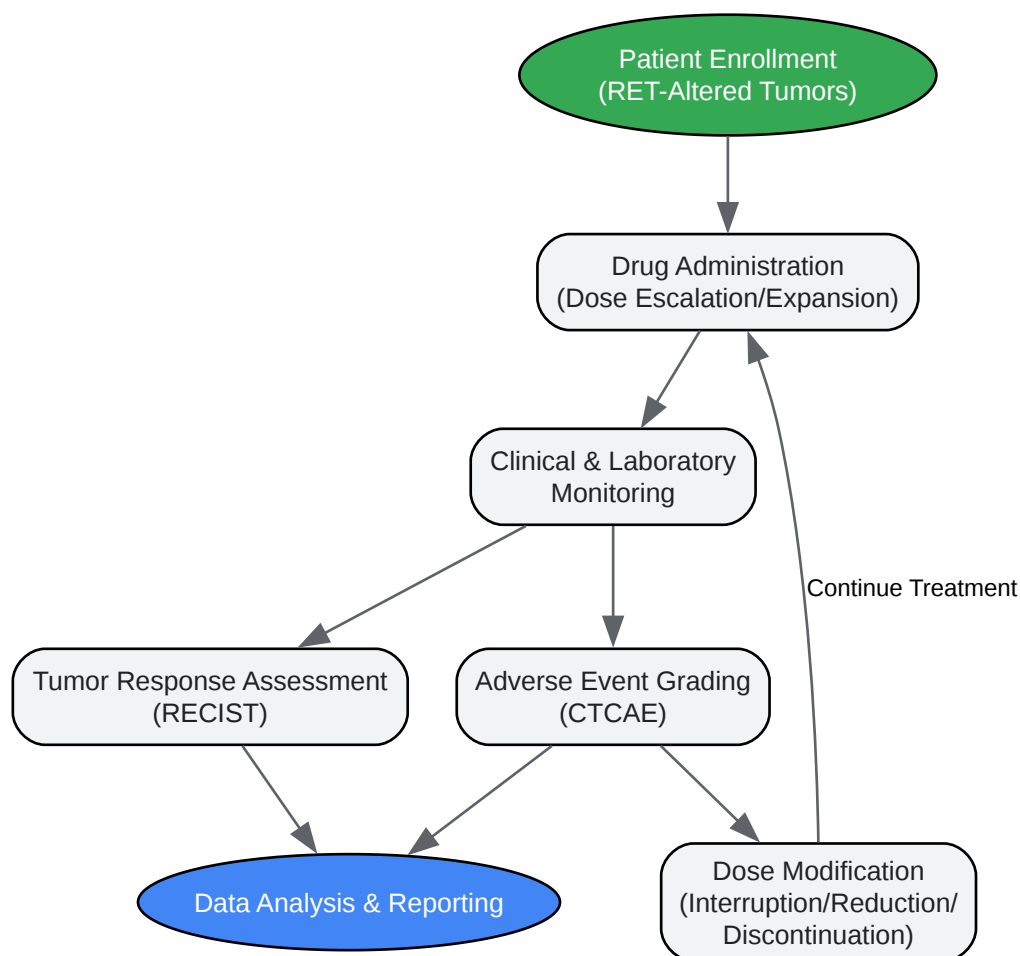 Patient Enrollment
(RET-Altered Tumors)
Drug Administration
(Dose Escalation/Expansion)
Clinical & Laboratory
Monitoring
Continue Treatment
Tumor Response Assessment
(RECIST)
Adverse Event Grading
(CTCAE)
Data Analysis & Reporting
Dose Modification
(Interruption/Reduction/
Discontinuation)